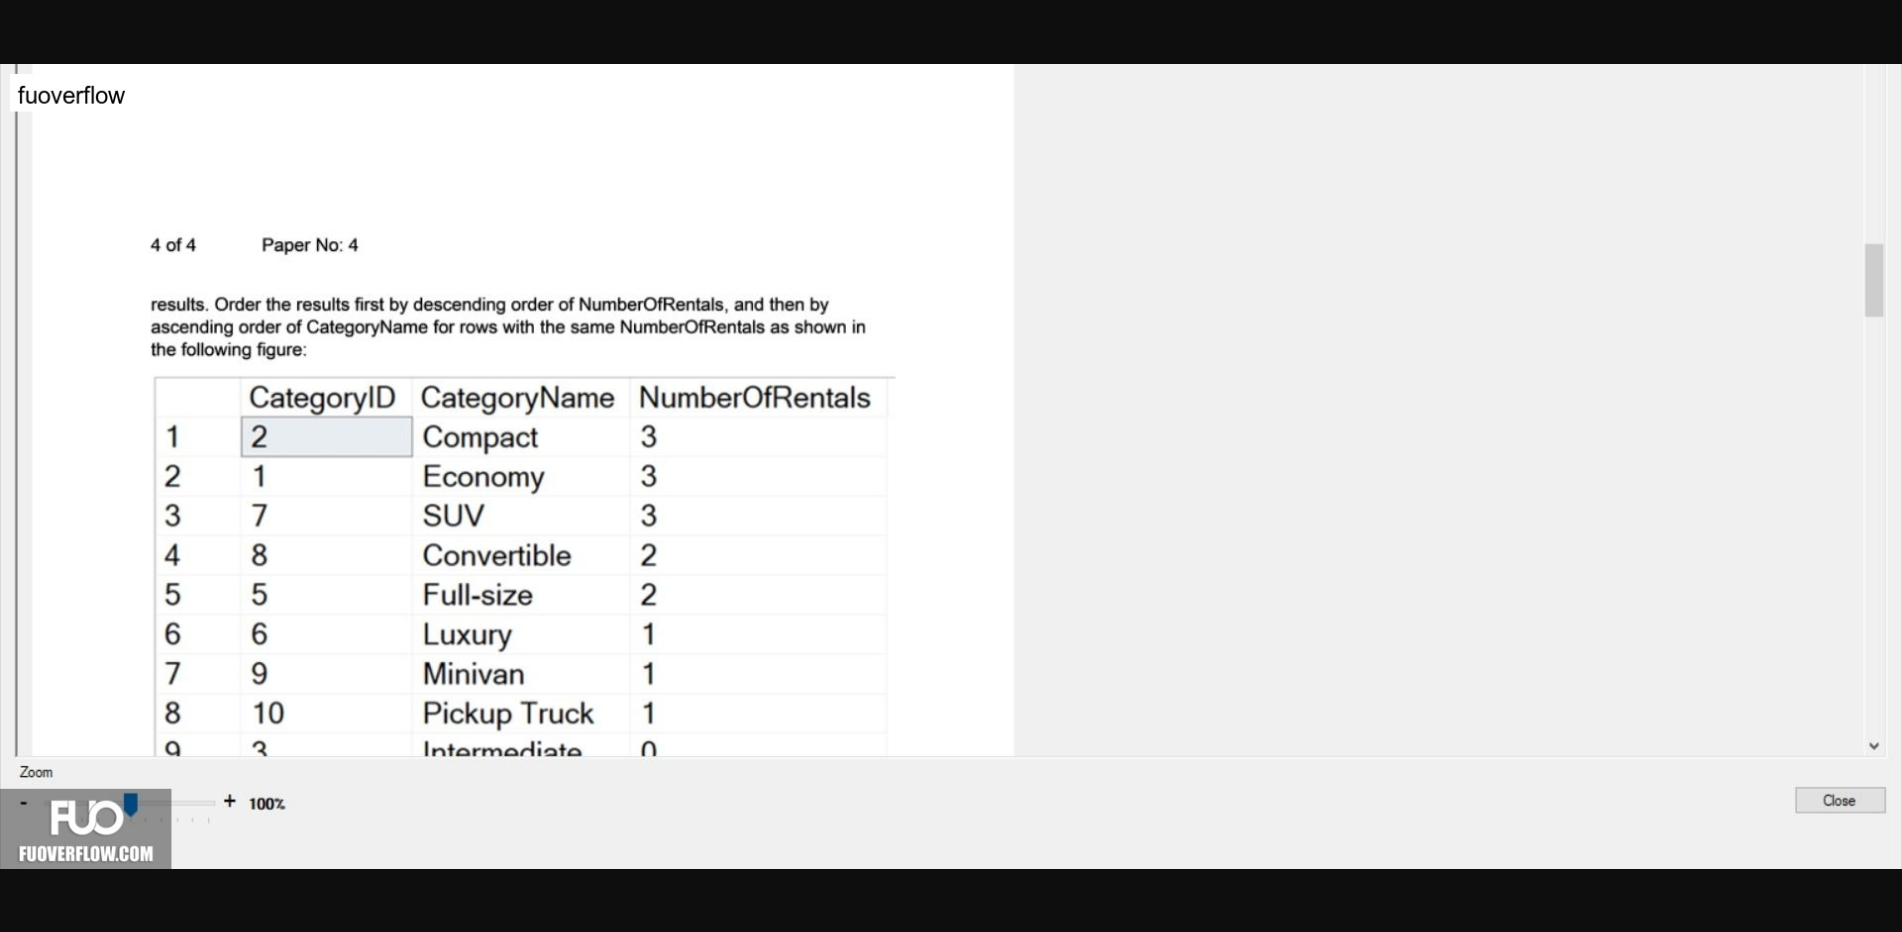 fuoverflow
4 of 4 Paper No: 4
results. Order the results first by descending order of NumberOfRentals, and then by
ascending order of CategoryName for rows with the same NumberOfRentals as shown in
the following figure:
CategoryID CategoryName NumberOfRentals
1 2 Compact 3
2 1 Economy 3
3 7 SUV 3
4 8 Convertible 2
5 5 Full-size 2
6 6 Luxury 1
7 9 Minivan 1
8 10 Pickup Truck 1
9 3 Intermediate 0
Zoom
- + 100%
Close
FUO
FUOVERFLOW.COM